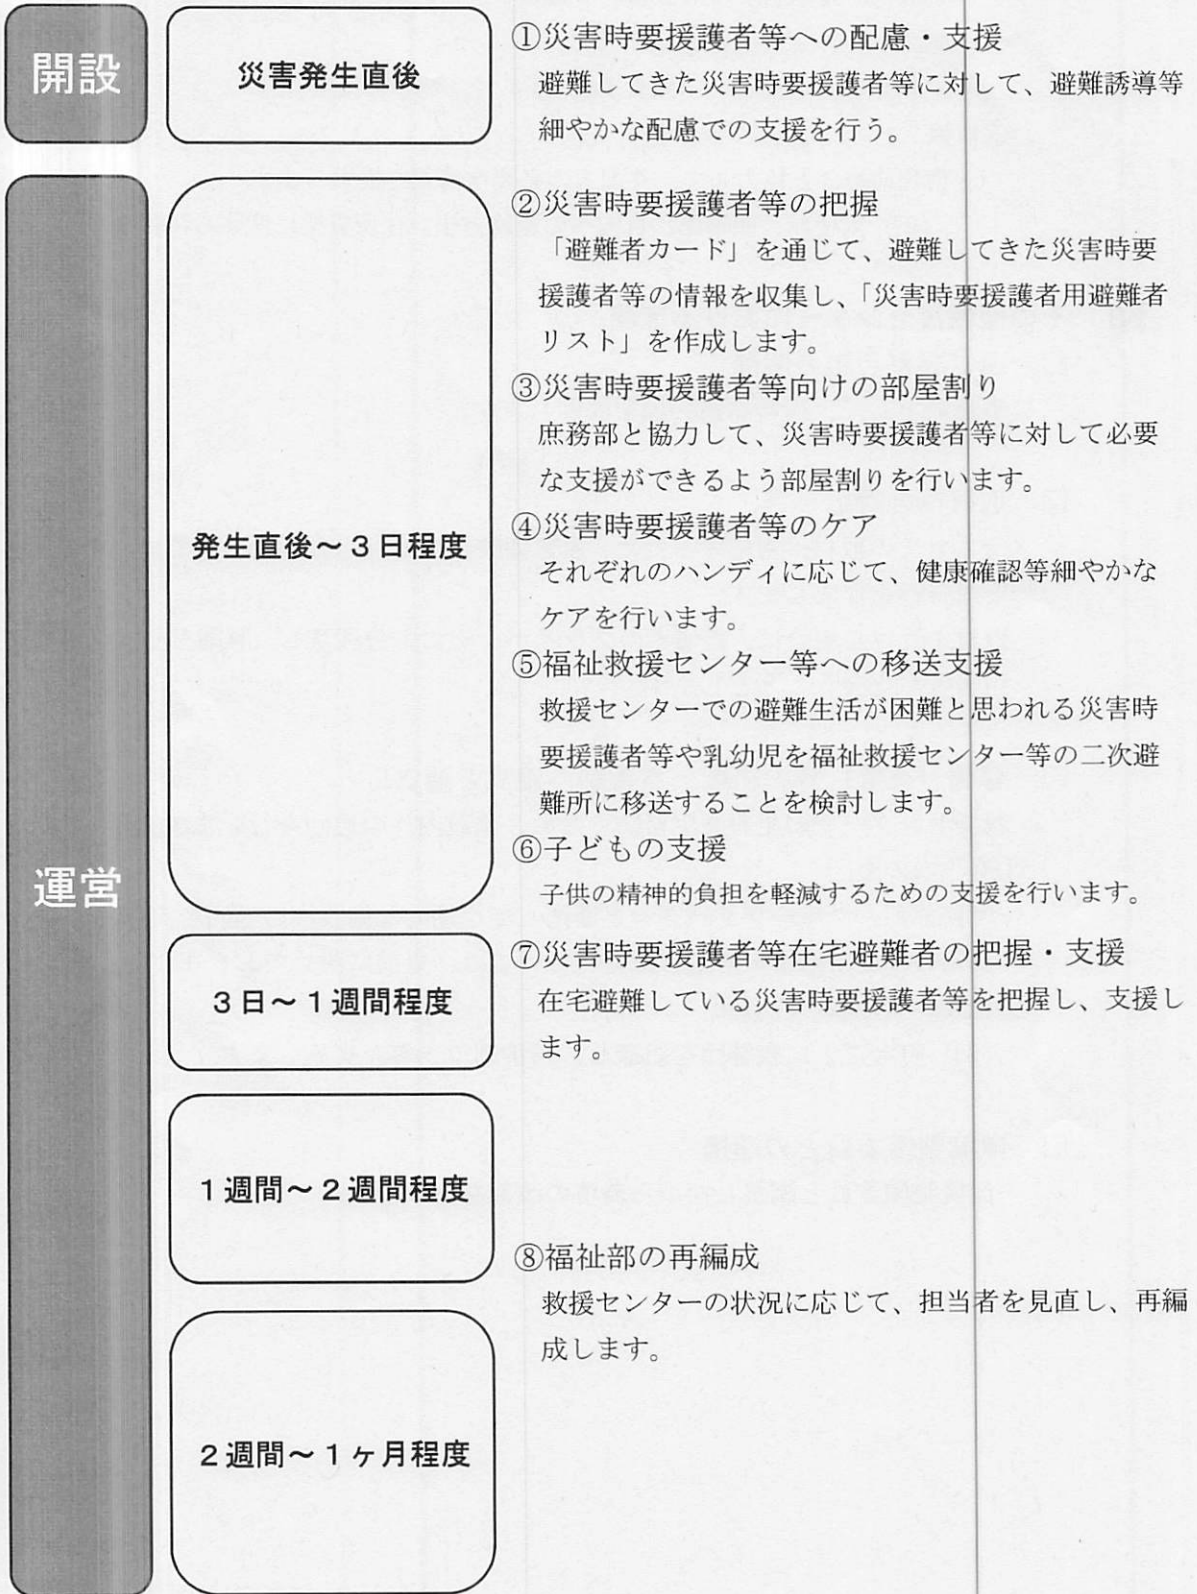 開設
災害発生直後
①災害時要援護者等への配慮・支援
避難してきた災害時要援護者等に対して、避難誘導等
細やかな配慮での支援を行う。
運営
発生直後～３日程度
②災害時要援護者等の把握
「避難者カード」を通じて、避難してきた災害時要
援護者等の情報を収集し、「災害時要援護者用避難者
リスト」を作成します。
③災害時要援護者等向けの部屋割り
庶務部と協力して、災害時要援護者等に対して必要
な支援ができるよう部屋割りを行います。
④災害時要援護者等のケア
それぞれのハンディに応じて、健康確認等細やかな
ケアを行います。
⑤福祉救援センター等への移送支援
救援センターでの避難生活が困難と思われる災害時
要援護者等や乳幼児を福祉救援センター等の二次避
難所に移送することを検討します。
⑥子どもの支援
子供の精神的負担を軽減するための支援を行います。
３日～１週間程度
⑦災害時要援護者等在宅避難者の把握・支援
在宅避難している災害時要援護者等を把握し、支援し
ます。
１週間～２週間程度
⑧福祉部の再編成
救援センターの状況に応じて、担当者を見直し、再編
成します。
２週間～１ヶ月程度